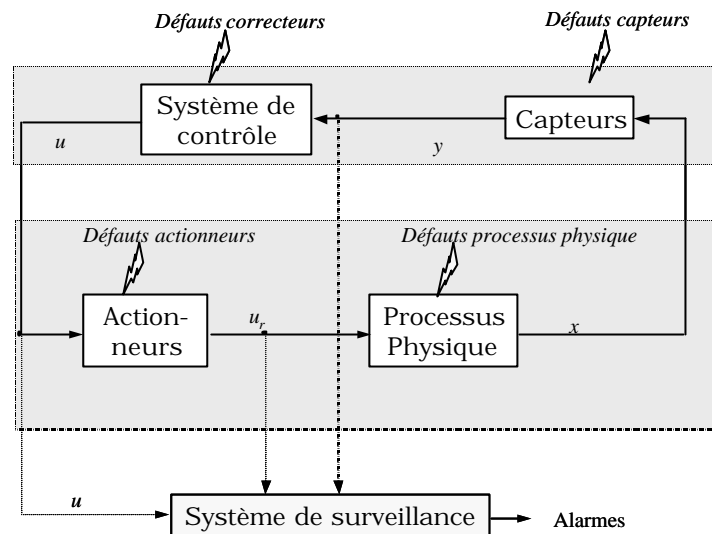 Défauts correcteurs
Défauts capteurs
Système de
contrôle
Capteurs
u
y
Défauts actionneurs
Défauts processus physique
Action-
neurs
u_r
Processus
Physique
x
u
Système de surveillance
Alarmes